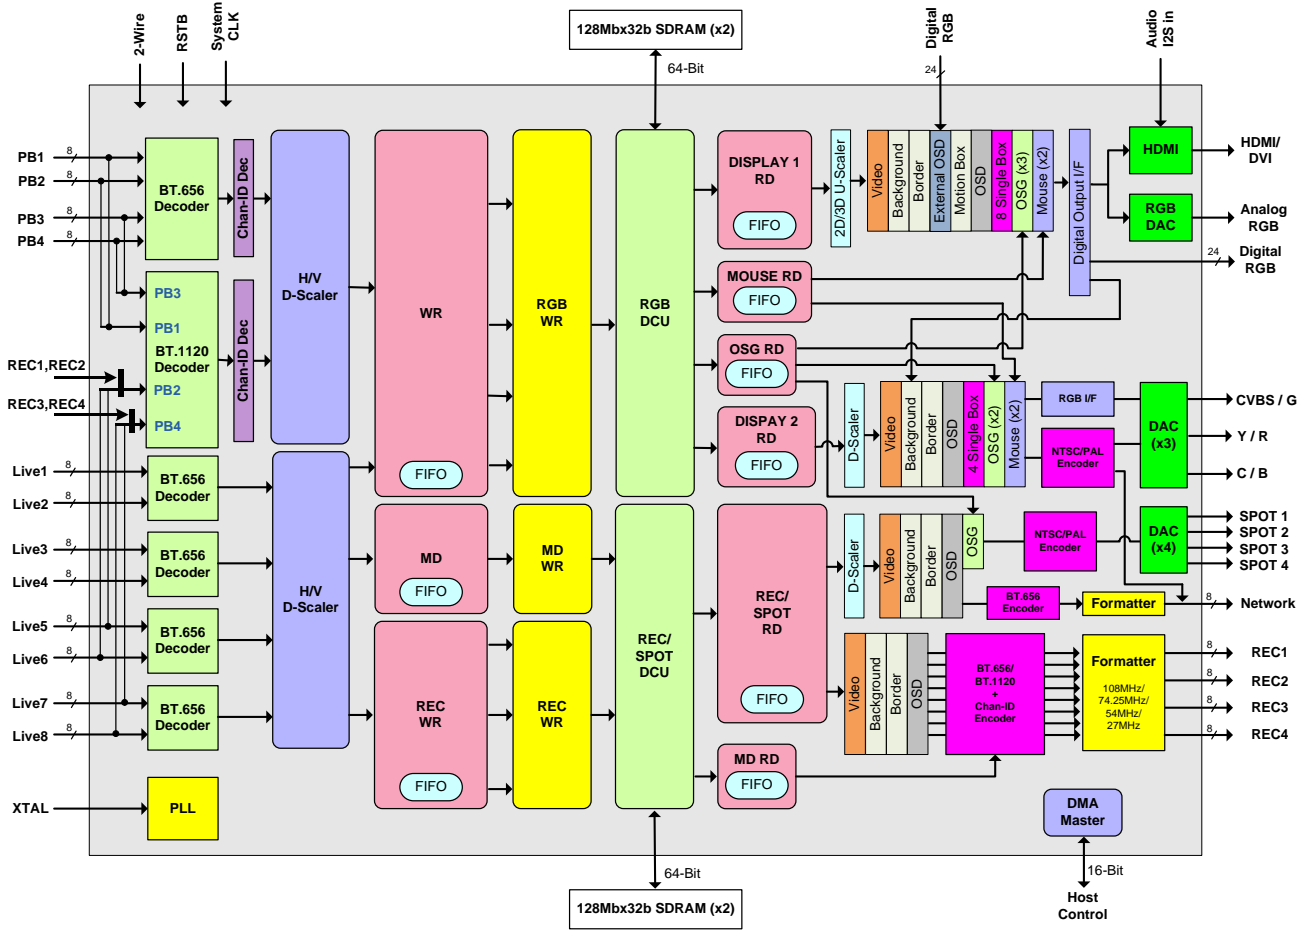 2-Wire
RSTB
System
CLK
128Mbx32b SDRAM (x2)
64-Bit
Digital
RGB
24
Audio
I2S in
PB1
8
PB2
8
PB3
8
PB4
8
BT.656
Decoder
Chan-ID Dec
PB3
PB1
BT.1120
Decoder
PB2
PB4
Chan-ID Dec
REC1,REC2
REC3,REC4
Live1
8
Live2
8
BT.656
Decoder
Live3
8
Live4
8
BT.656
Decoder
Live5
8
Live6
8
BT.656
Decoder
Live7
8
Live8
8
BT.656
Decoder
XTAL
PLL
H/V
D-Scaler
H/V
D-Scaler
WR
FIFO
MD
FIFO
REC
WR
FIFO
RGB
WR
MD
WR
REC
WR
RGB
DCU
REC/
SPOT
DCU
DISPLAY 1
RD
FIFO
MOUSE RD
FIFO
OSG RD
FIFO
DISPAY 2
RD
FIFO
REC/
SPOT
RD
FIFO
MD RD
FIFO
2D/3D U-Scaler
Video
Background
Border
External OSD
Motion Box
OSD
8 Single Box
OSG (x3)
Mouse (x2)
Digital Output I/F
HDMI
RGB
DAC
HDMI/
DVI
Analog
RGB
24
Digital
RGB
D-Scaler
Video
Background
Border
OSD
4 Single Box
OSG (x2)
Mouse (x2)
RGB I/F
NTSC/PAL
Encoder
DAC
(x3)
CVBS / G
Y / R
C / B
D-Scaler
Video
Background
Border
OSD
OSG
NTSC/PAL
Encoder
DAC
(x4)
SPOT 1
SPOT 2
SPOT 3
SPOT 4
BT.656
Encoder
Formatter
8
Network
Video
Background
Border
OSD
BT.656/
BT.1120
+
Chan-ID
Encoder
Formatter
108MHz/
74.25MHz/
54MHz/
27MHz
8
REC1
8
REC2
8
REC3
8
REC4
DMA
Master
16-Bit
Host
Control
64-Bit
128Mbx32b SDRAM (x2)